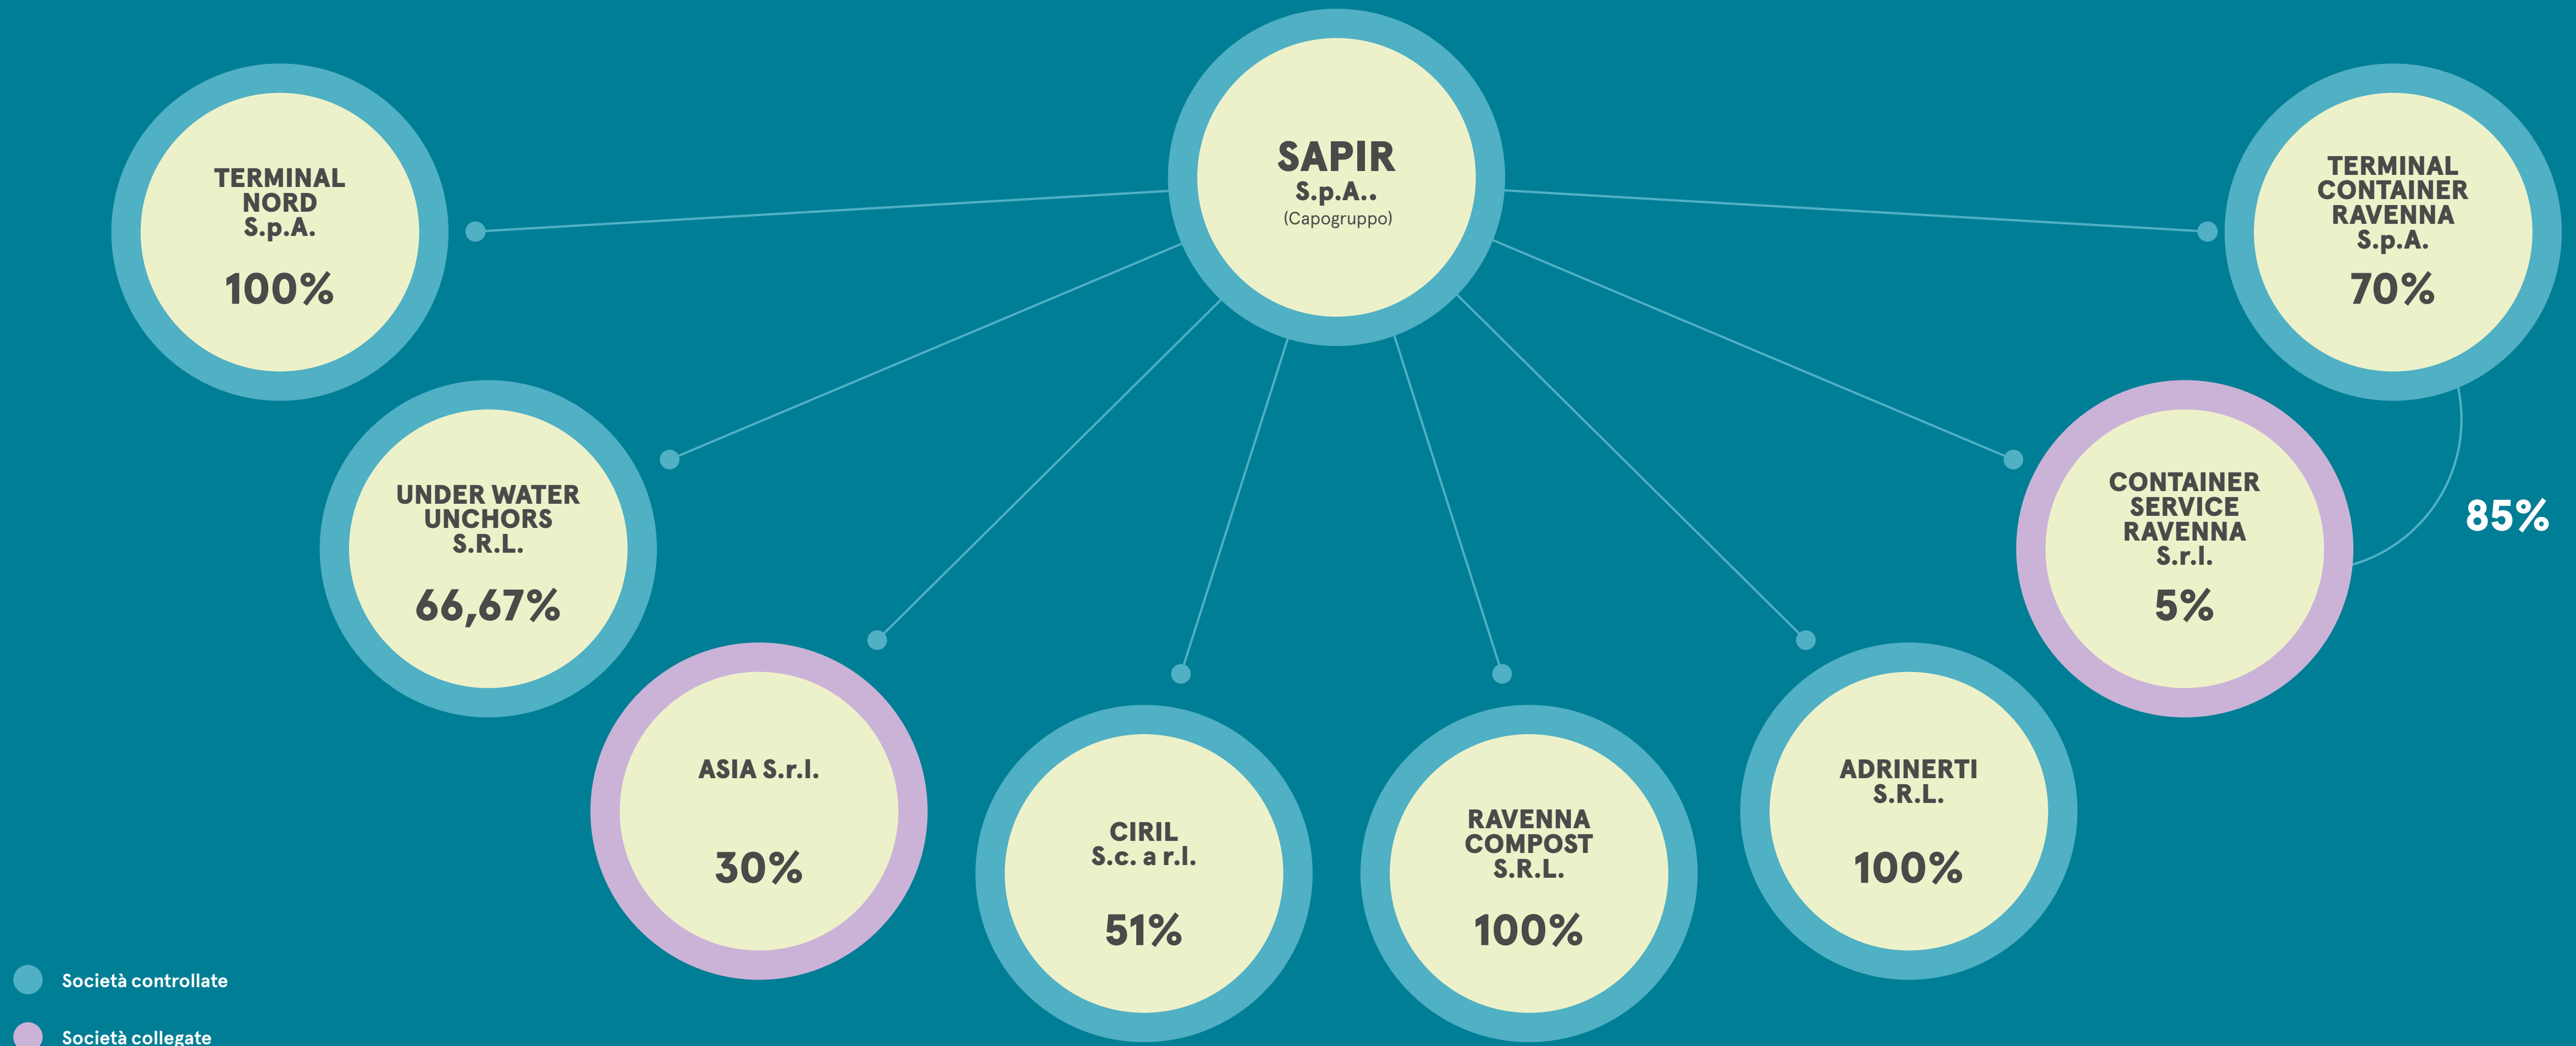 SAPIR
S.p.A..
(Capogruppo)
TERMINAL
NORD
S.p.A.
100%
TERMINAL
CONTAINER
RAVENNA
S.p.A.
70%
UNDER WATER
UNCHORS
S.R.L.
66,67%
CONTAINER
SERVICE
RAVENNA
S.r.l.
5%
85%
ASIA S.r.l.
30%
CIRIL
S.c. a r.l.
51%
RAVENNA
COMPOST
S.R.L.
100%
ADRINERTI
S.R.L.
100%
Società controllate
Società collegate